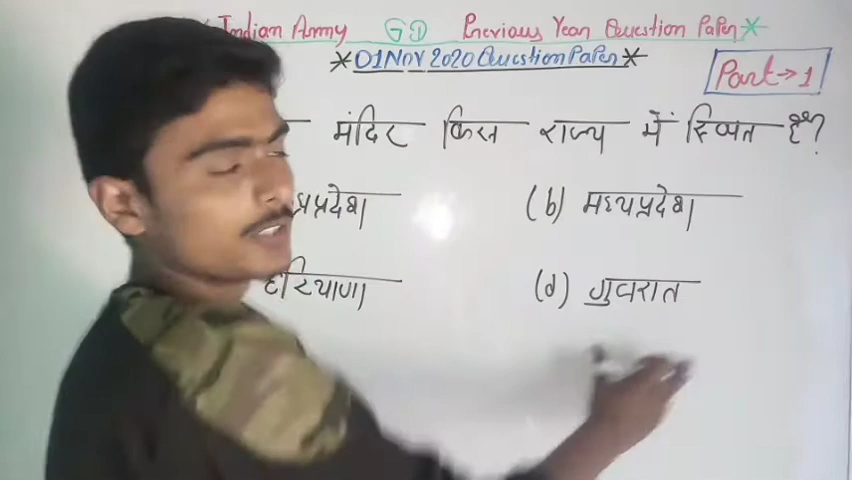 Indian Army GD Previous Year Question Paper
01 Nov 2020 Question Paper
Part → 1
मंदिर किस राज्य में स्थित है?
(b) मध्यप्रदेश
हरियाणा
(d) गुजरात